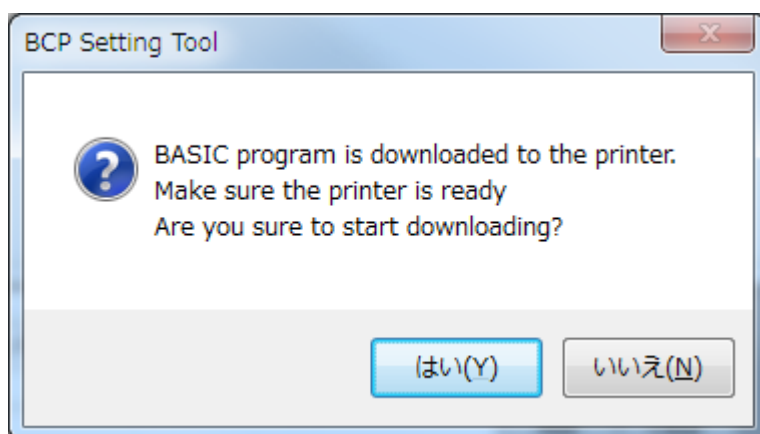 BCP Setting Tool
BASIC program is downloaded to the printer.
Make sure the printer is ready
Are you sure to start downloading?
はい(Y)
いいえ(N)